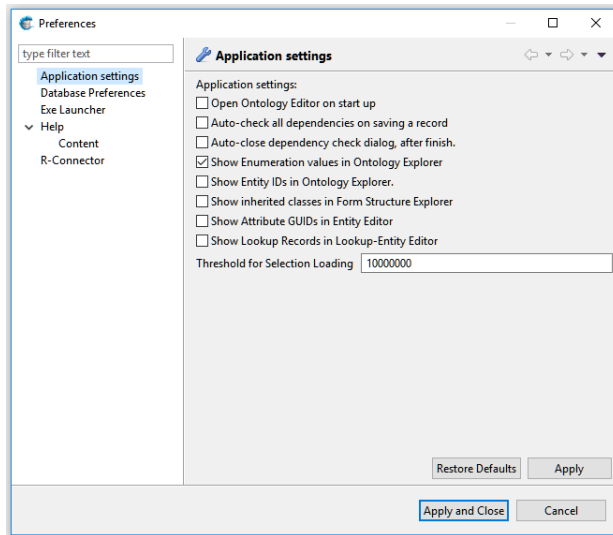 Preferences
type filter text
Application settings
Database Preferences
Exe Launcher
Help
Content
R-Connector
Application settings
Application settings:
Open Ontology Editor on start up
Auto-check all dependencies on saving a record
Auto-close dependency check dialog, after finish.
Show Enumeration values in Ontology Explorer
Show Entity IDs in Ontology Explorer.
Show inherited classes in Form Structure Explorer
Show Attribute GUIDs in Entity Editor
Show Lookup Records in Lookup-Entity Editor
Threshold for Selection Loading 10000000
Restore Defaults Apply
Apply and Close Cancel